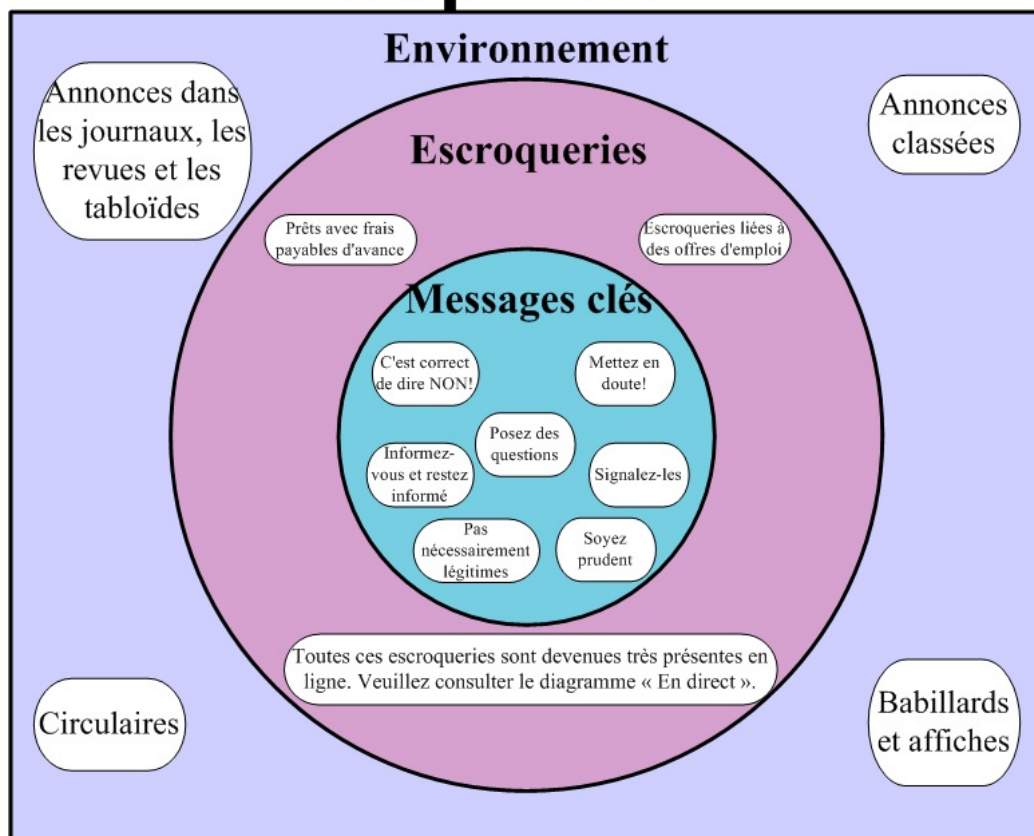 Environnement
Annonces dans
les journaux, les
revues et les
tabloïdes
Annonces
classées
Escroqueries
Prêts avec frais
payables d'avance
Escroqueries liées à
des offres d'emploi
Messages clés
C'est correct
de dire NON!
Mettez en
doute!
Posez des
questions
Informez-
vous et restez
informé
Signalez-les
Pas
nécessairement
légitimes
Soyez
prudent
Toutes ces escroqueries sont devenues très présentes en
ligne. Veuillez consulter le diagramme « En direct ».
Circulaires
Babillards
et affiches